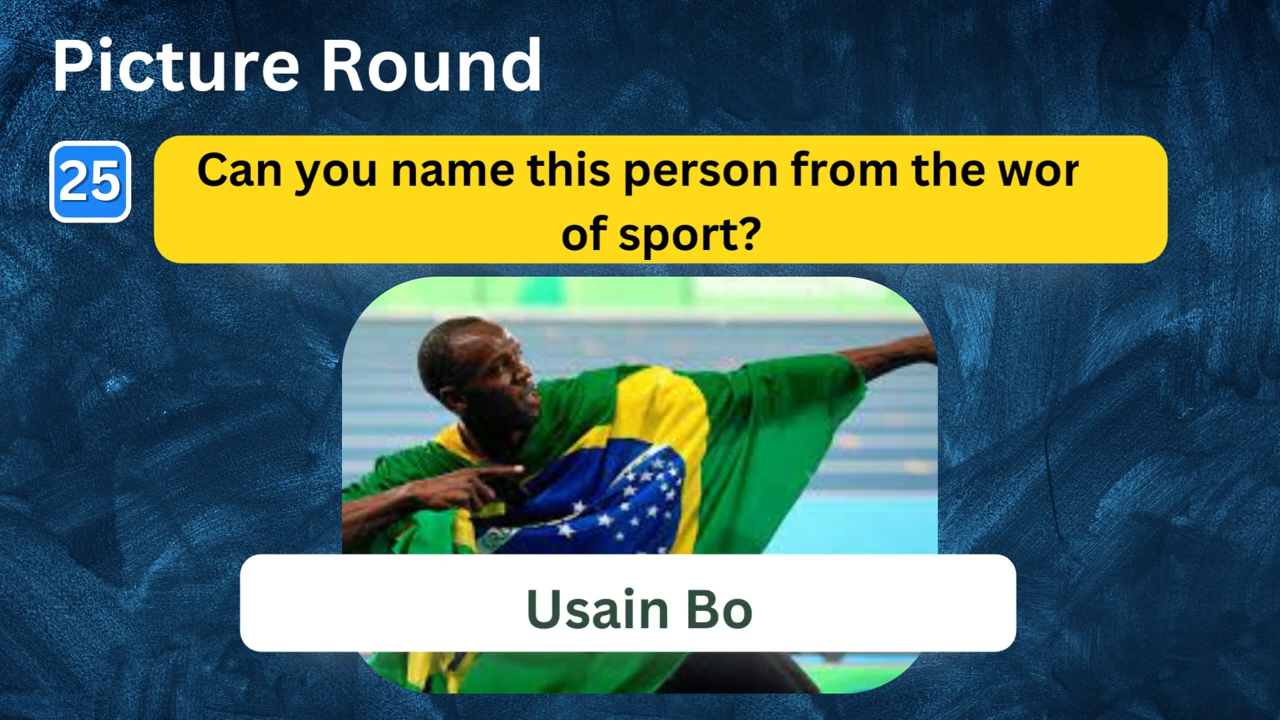 Picture Round
25
Can you name this person from the wor
of sport?
Usain Bo